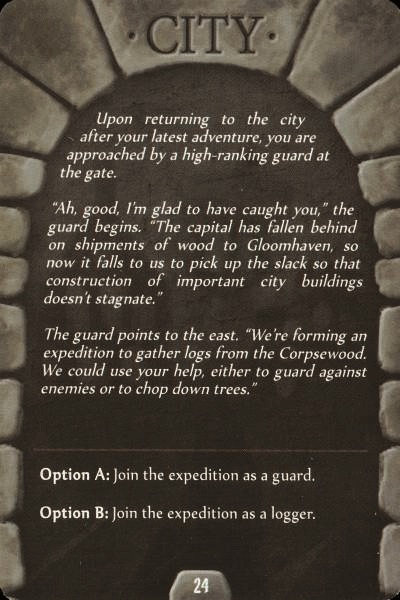 ·CITY·
Upon returning to the city
after your latest adventure, you are
approached by a high-ranking guard at
the gate.
“Ah, good, I’m glad to have caught you,” the
guard begins. “The capital has fallen behind
on shipments of wood to Gloomhaven, so
now it falls to us to pick up the slack so that
construction of important city buildings
doesn’t stagnate.”
The guard points to the east. “We’re forming an
expedition to gather logs from the Corpsewood.
We could use your help, either to guard against
enemies or to chop down trees.”
Option A: Join the expedition as a guard.
Option B: Join the expedition as a logger.
24